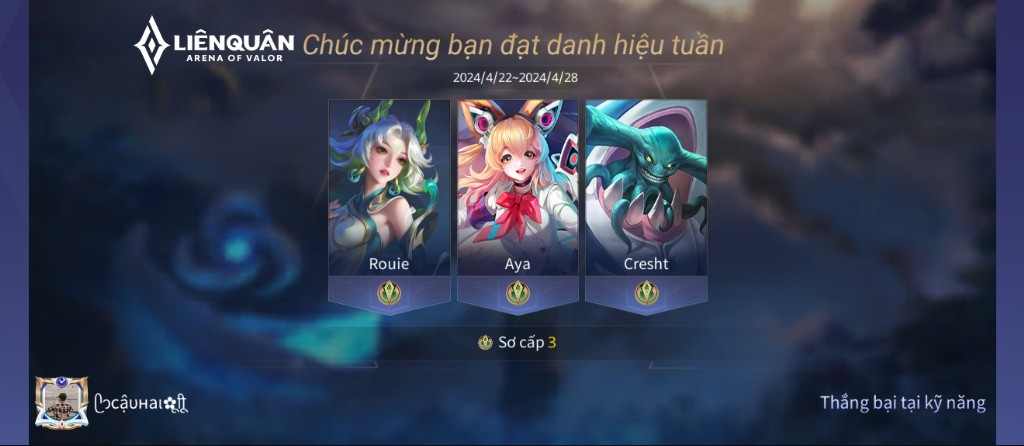 LIÊNQUÂN
ARENA OF VALOR
Chúc mừng bạn đạt danh hiệu tuần
2024/4/22~2024/4/28
Rouie
Aya
Cresht
Sơ cấp 3
Thắng bại tại kỹ năng